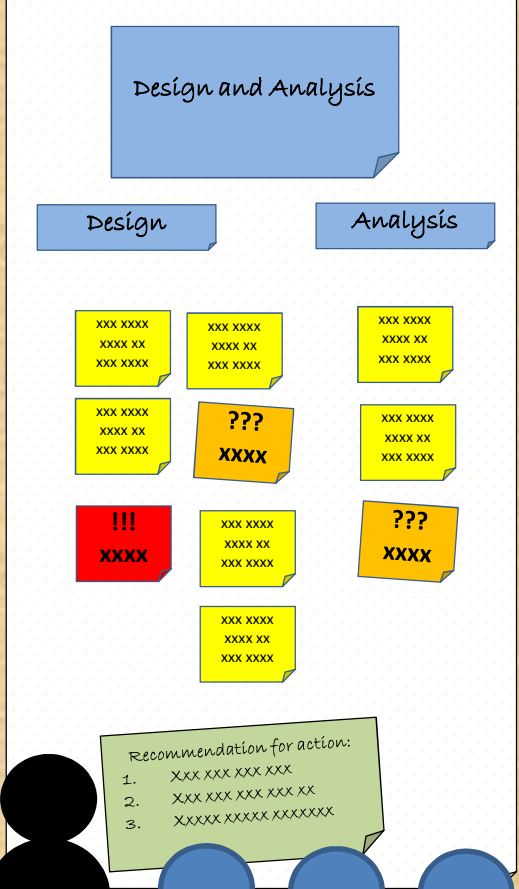 Design and Analysis
Design
Analysis
xxx xxxx
xxxx xx
xxx xxxx
xxx xxxx
xxxx xx
xxx xxxx
xxx xxxx
xxxx xx
xxx xxxx
xxx xxxx
xxxx xx
xxx xxxx
???
xxxx
xxx xxxx
xxxx xx
xxx xxxx
!!!
xxxx
xxx xxxx
xxxx xx
xxx xxxx
???
xxxx
xxx xxxx
xxxx xx
xxx xxxx
Recommendation for action:
1. Xxx xxx xxx xxx
2. Xxx xxx xxx xxx xx
3. Xxxxx xxxxx xxxxxxx